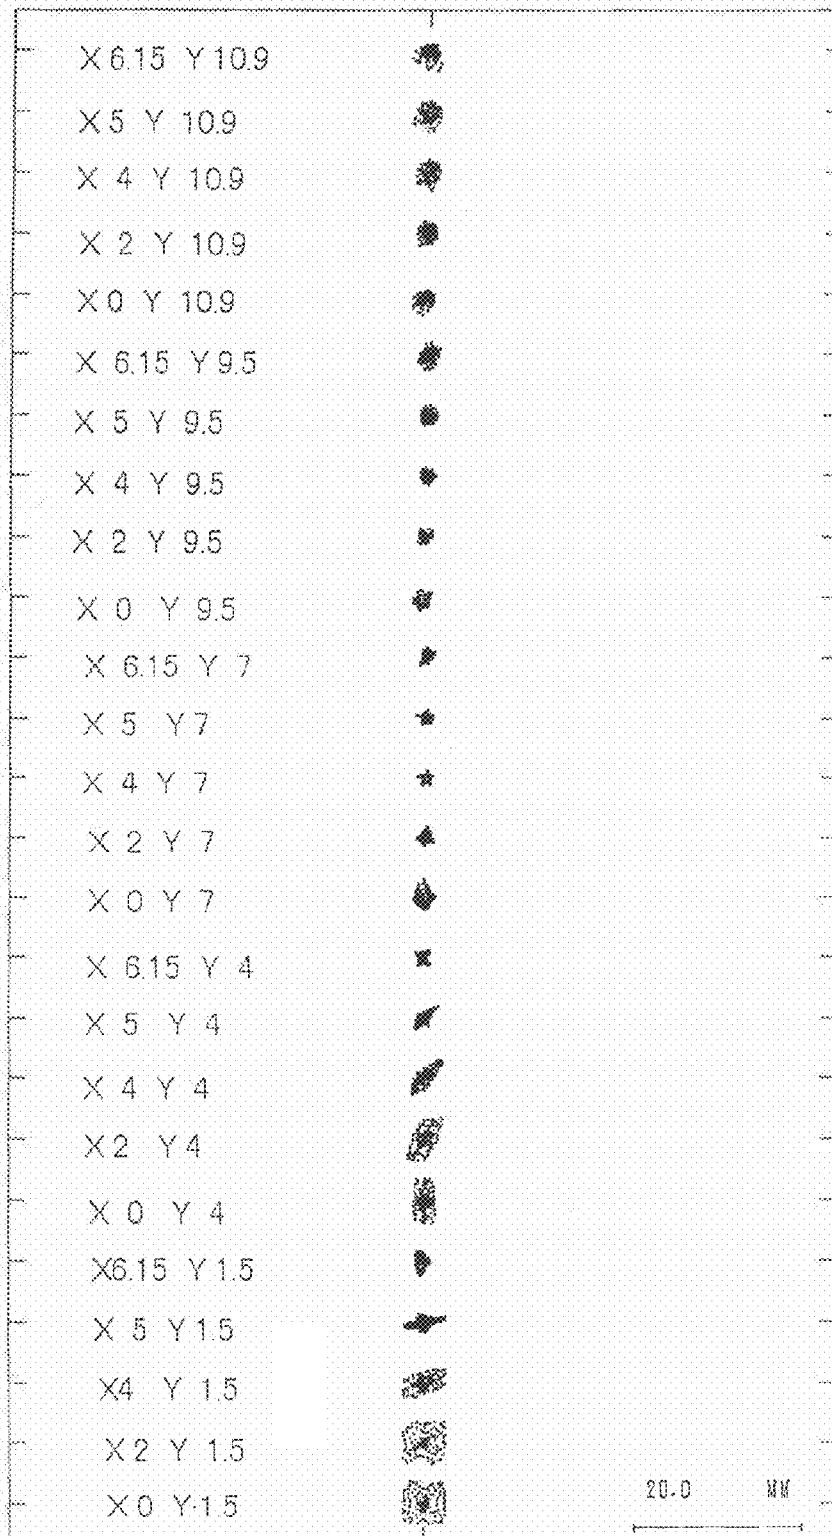 X 6.15 Y 10.9
X 5 Y 10.9
X 4 Y 10.9
X 2 Y 10.9
X 0 Y 10.9
X 6.15 Y 9.5
X 5 Y 9.5
X 4 Y 9.5
X 2 Y 9.5
X 0 Y 9.5
X 6.15 Y 7
X 5 Y 7
X 4 Y 7
X 2 Y 7
X 0 Y 7
X 6.15 Y 4
X 5 Y 4
X 4 Y 4
X 2 Y 4
X 0 Y 4
X6.15 Y 1.5
X 5 Y 1.5
X4 Y 1.5
X 2 Y 1.5
X 0 Y 1.5
20.0 MM